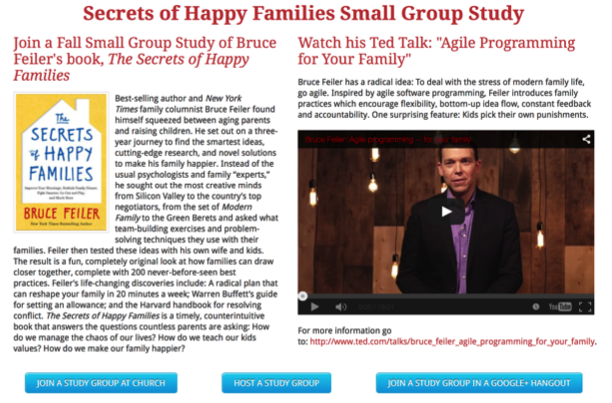 Secrets of Happy Families Small Group Study
Join a Fall Small Group Study of Bruce
Feiler's book, The Secrets of Happy
Families
The
SECRETS
of HAPPY
FAMILIES
BRUCE FEILER
New York Times Bestselling Author
Best-selling author and New York
Times family columnist Bruce Feiler found
himself squeezed between aging parents
and raising children. He set out on a three-
year journey to find the smartest ideas,
cutting-edge research, and novel solutions
to make his family happier. Instead of the
usual psychologists and family “experts,”
he sought out the most creative minds
from Silicon Valley to the country's top
negotiators, from the set of Modern
Family to the Green Berets and asked what
team-building exercises and problem-
solving techniques they use with their
families. Feiler then tested these ideas with his own wife and kids.
The result is a fun, completely original look at how families can draw
closer together, complete with 200 never-before-seen best
practices. Feiler's life-changing discoveries include: A radical plan that
can reshape your family in 20 minutes a week; Warren Buffett's guide
for setting an allowance; and the Harvard handbook for resolving
conflict. The Secrets of Happy Families is a timely, counterintuitive
book that answers the questions countless parents are asking: How
do we manage the chaos of our lives? How do we teach our kids
values? How do we make our family happier?
Watch his Ted Talk: "Agile Programming
for Your Family"
Bruce Feiler has a radical idea: To deal with the stress of modern family life,
go agile. Inspired by agile software programming, Feiler introduces family
practices which encourage flexibility, bottom-up idea flow, constant feedback
and accountability. One surprising feature: Kids pick their own punishments.
Bruce Feiler: Agile programming -- for your family
YouTube
For more information go
to: http://www.ted.com/talks/bruce_feiler_agile_programming_for_your_family.
JOIN A STUDY GROUP AT CHURCH
HOST A STUDY GROUP
JOIN A STUDY GROUP IN A GOOGLE+ HANGOUT